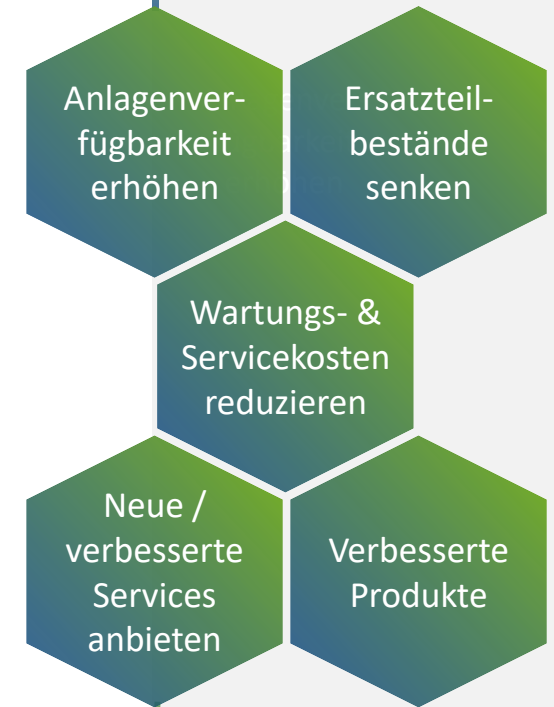 Anlagenver-
fügbarkeit
erhöhen
Ersatzteil-
bestände
senken
Wartungs- &
Servicekosten
reduzieren
Neue /
verbesserte
Services
anbieten
Verbesserte
Produkte